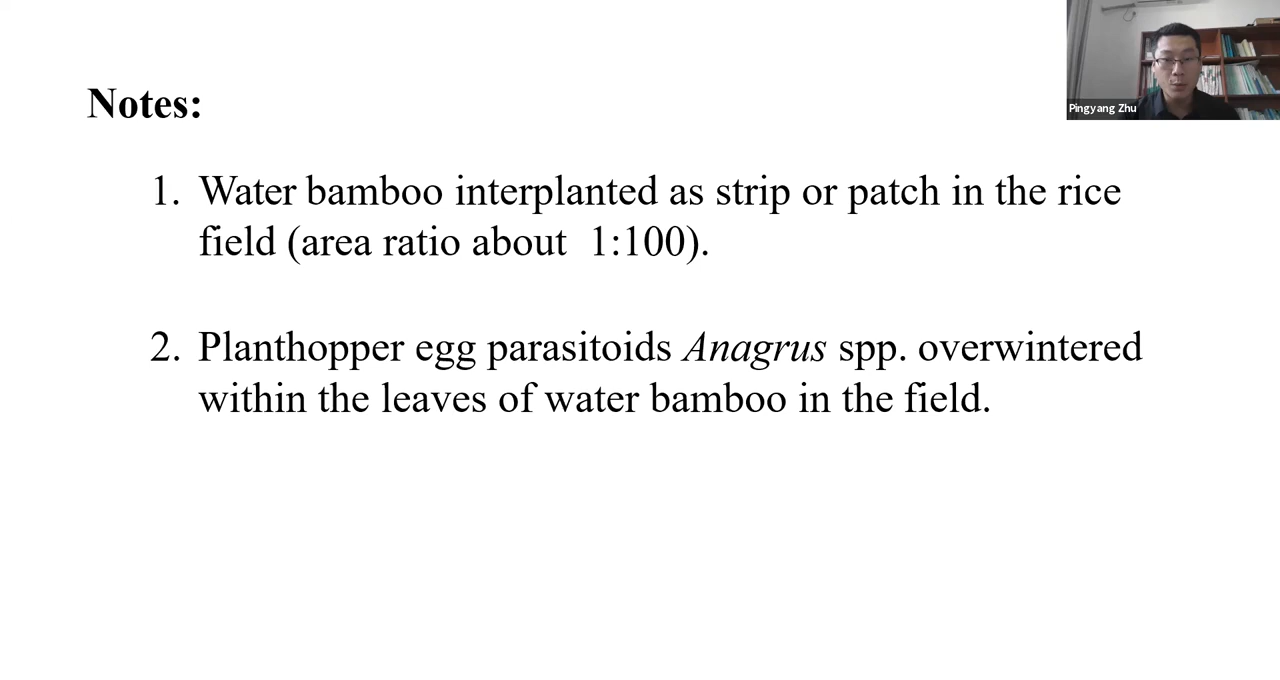 Pingyang Zhu
Notes:
1. Water bamboo interplanted as strip or patch in the rice
field (area ratio about 1:100).
2. Planthopper egg parasitoids Anagrus spp. overwintered
within the leaves of water bamboo in the field.